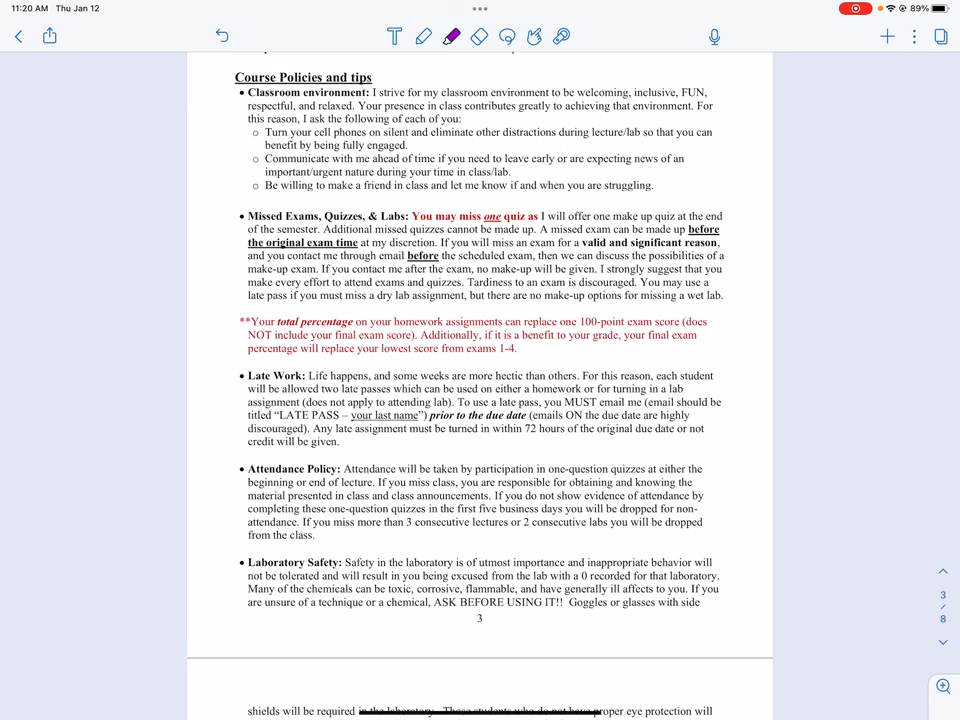 11:20 AM Thu Jan 12
89%
3
/
8
Course Policies and tips
• Classroom environment: I strive for my classroom environment to be welcoming, inclusive, FUN,
respectful, and relaxed. Your presence in class contributes greatly to achieving that environment. For
this reason, I ask the following of each of you:
o Turn your cell phones on silent and eliminate other distractions during lecture/lab so that you can
benefit by being fully engaged.
o Communicate with me ahead of time if you need to leave early or are expecting news of an
important/urgent nature during your time in class/lab.
o Be willing to make a friend in class and let me know if and when you are struggling.
• Missed Exams, Quizzes, & Labs: You may miss one quiz as I will offer one make up quiz at the end
of the semester. Additional missed quizzes cannot be made up. A missed exam can be made up before
the original exam time at my discretion. If you will miss an exam for a valid and significant reason,
and you contact me through email before the scheduled exam, then we can discuss the possibilities of a
make-up exam. If you contact me after the exam, no make-up will be given. I strongly suggest that you
make every effort to attend exams and quizzes. Tardiness to an exam is discouraged. You may use a
late pass if you must miss a dry lab assignment, but there are no make-up options for missing a wet lab.
**Your total percentage on your homework assignments can replace one 100-point exam score (does
NOT include your final exam score). Additionally, if it is a benefit to your grade, your final exam
percentage will replace your lowest score from exams 1-4.
• Late Work: Life happens, and some weeks are more hectic than others. For this reason, each student
will be allowed two late passes which can be used on either a homework or for turning in a lab
assignment (does not apply to attending lab). To use a late pass, you MUST email me (email should be
titled “LATE PASS – your last name”) prior to the due date (emails ON the due date are highly
discouraged). Any late assignment must be turned in within 72 hours of the original due date or not
credit will be given.
• Attendance Policy: Attendance will be taken by participation in one-question quizzes at either the
beginning or end of lecture. If you miss class, you are responsible for obtaining and knowing the
material presented in class and class announcements. If you do not show evidence of attendance by
completing these one-question quizzes in the first five business days you will be dropped for non-
attendance. If you miss more than 3 consecutive lectures or 2 consecutive labs you will be dropped
from the class.
• Laboratory Safety: Safety in the laboratory is of utmost importance and inappropriate behavior will
not be tolerated and will result in you being excused from the lab with a 0 recorded for that laboratory.
Many of the chemicals can be toxic, corrosive, flammable, and have generally ill affects to you. If you
are unsure of a technique or a chemical, ASK BEFORE USING IT!! Goggles or glasses with side
3
shields will be required in the laboratory. Those students who do not have proper eye protection will